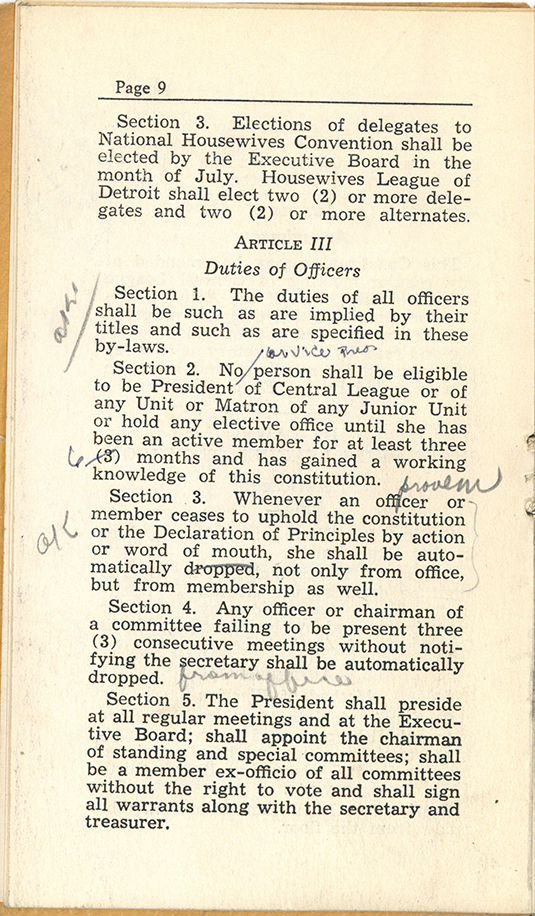 Page 9
Section 3. Elections of delegates to
National Housewives Convention shall be
elected by the Executive Board in the
month of July. Housewives League of
Detroit shall elect two (2) or more dele-
gates and two (2) or more alternates.
ARTICLE III
Duties of Officers
Section 1. The duties of all officers
shall be such as are implied by their
titles and such as are specified in these
by-laws.
or vice pres
Section 2. No person shall be eligible
to be President of Central League or of
any Unit or Matron of any Junior Unit
or hold any elective office until she has
been an active member for at least three
6 (3) months and has gained a working
knowledge of this constitution.
Section 3. Whenever an officer or
member ceases to uphold the constitution
OK
or the Declaration of Principles by action
or word of mouth, she shall be auto-
matically dropped, not only from office,
but from membership as well.
Section 4. Any officer or chairman of
a committee failing to be present three
(3) consecutive meetings without noti-
fying the secretary shall be automatically
dropped. from office
Section 5. The President shall preside
at all regular meetings and at the Execu-
tive Board; shall appoint the chairman
of standing and special committees; shall
be a member ex-officio of all committees
without the right to vote and shall sign
all warrants along with the secretary and
treasurer.